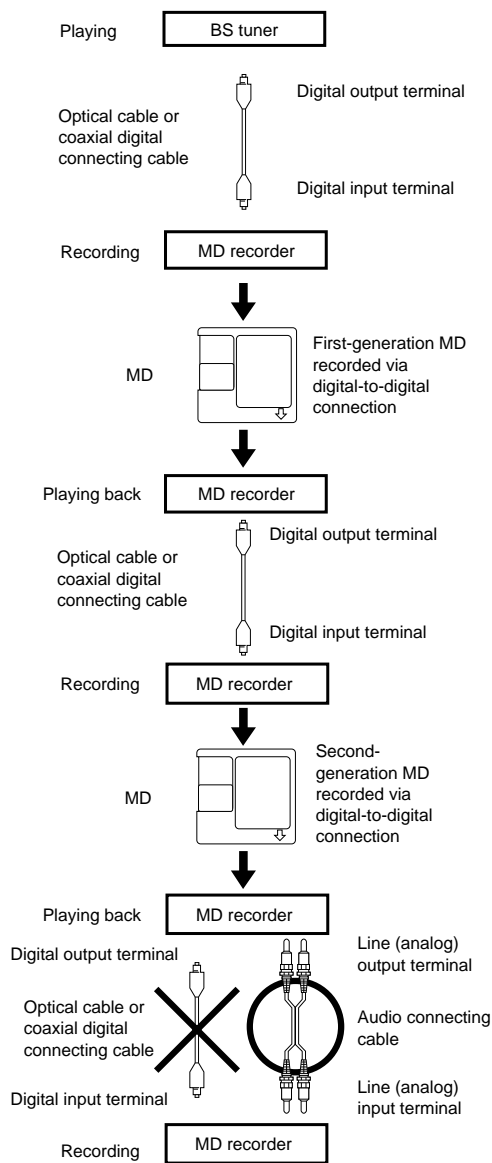 Playing
BS tuner
Digital output terminal
Optical cable or
coaxial digital
connecting cable
Digital input terminal
Recording
MD recorder
MD
First-generation MD
recorded via
digital-to-digital
connection
Playing back
MD recorder
Digital output terminal
Optical cable or
coaxial digital
connecting cable
Digital input terminal
Recording
MD recorder
MD
Second-
generation MD
recorded via
digital-to-digital
connection
Playing back
MD recorder
Digital output terminal
Optical cable or
coaxial digital
connecting cable
Digital input terminal
Line (analog)
output terminal
Audio connecting
cable
Line (analog)
input terminal
Recording
MD recorder